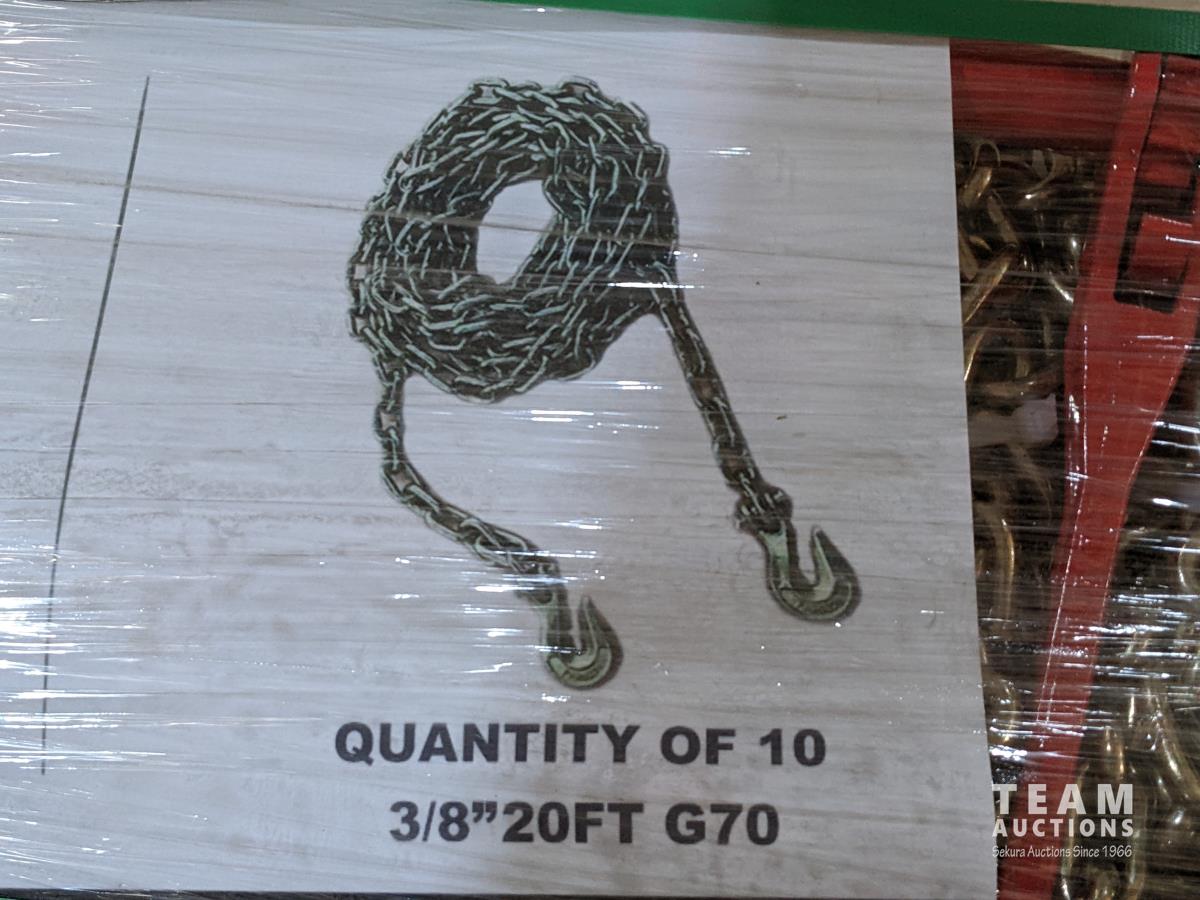 QUANTITY OF 10
3/8”20FT G70
TEAM
AUCTIONS
Sekura Auctions Since 1966